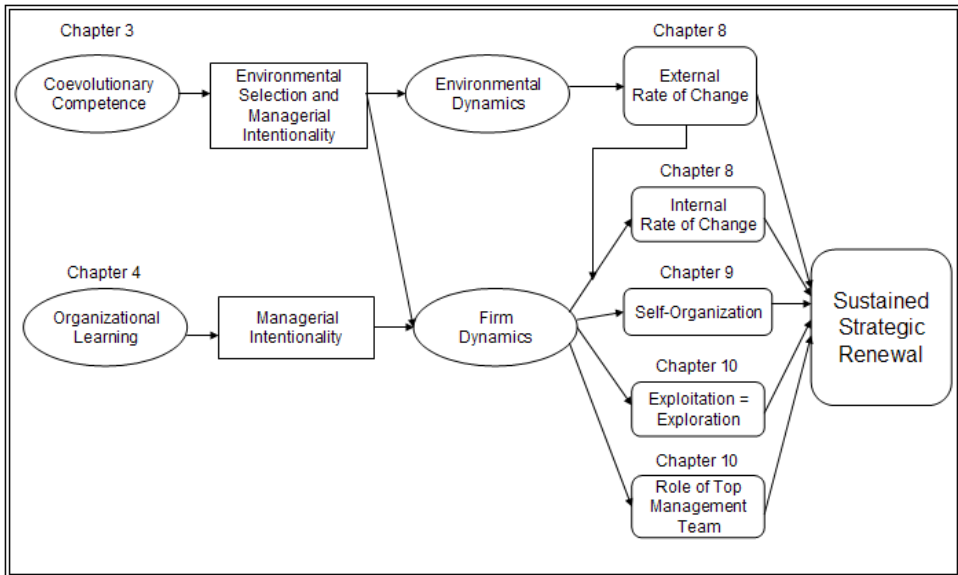 Chapter 3
Chapter 8
Coevolutionary
Competence
Environmental
Selection and
Managerial
Intentionality
Environmental
Dynamics
External
Rate of Change
Chapter 8
Internal
Rate of Change
Chapter 4
Chapter 9
Organizational
Learning
Managerial
Intentionality
Firm
Dynamics
Self-Organization
Sustained
Strategic
Renewal
Chapter 10
Exploitation =
Exploration
Chapter 10
Role of Top
Management
Team